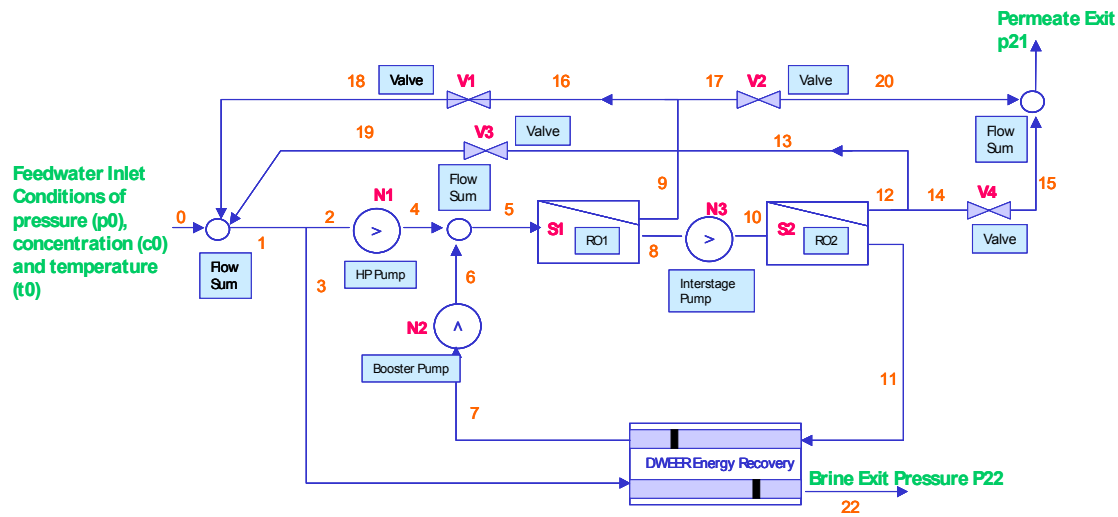 Permeate Exit
p21
18
Valve
V1
16
17
V2
Valve
20
19
V3
Valve
13
Flow
Sum
Flow
Sum
Feedwater Inlet
Conditions of
pressure (p0),
concentration (c0)
and temperature
(t0)
0
1
2
N1
4
5
9
N3
10
12
14
V4
15
>
S1
RO1
8
>
S2
RO2
Valve
Flow
Sum
HP Pump
3
6
Interstage
Pump
N2
>
Booster Pump
11
7
DWEER Energy Recovery
Brine Exit Pressure P22
22